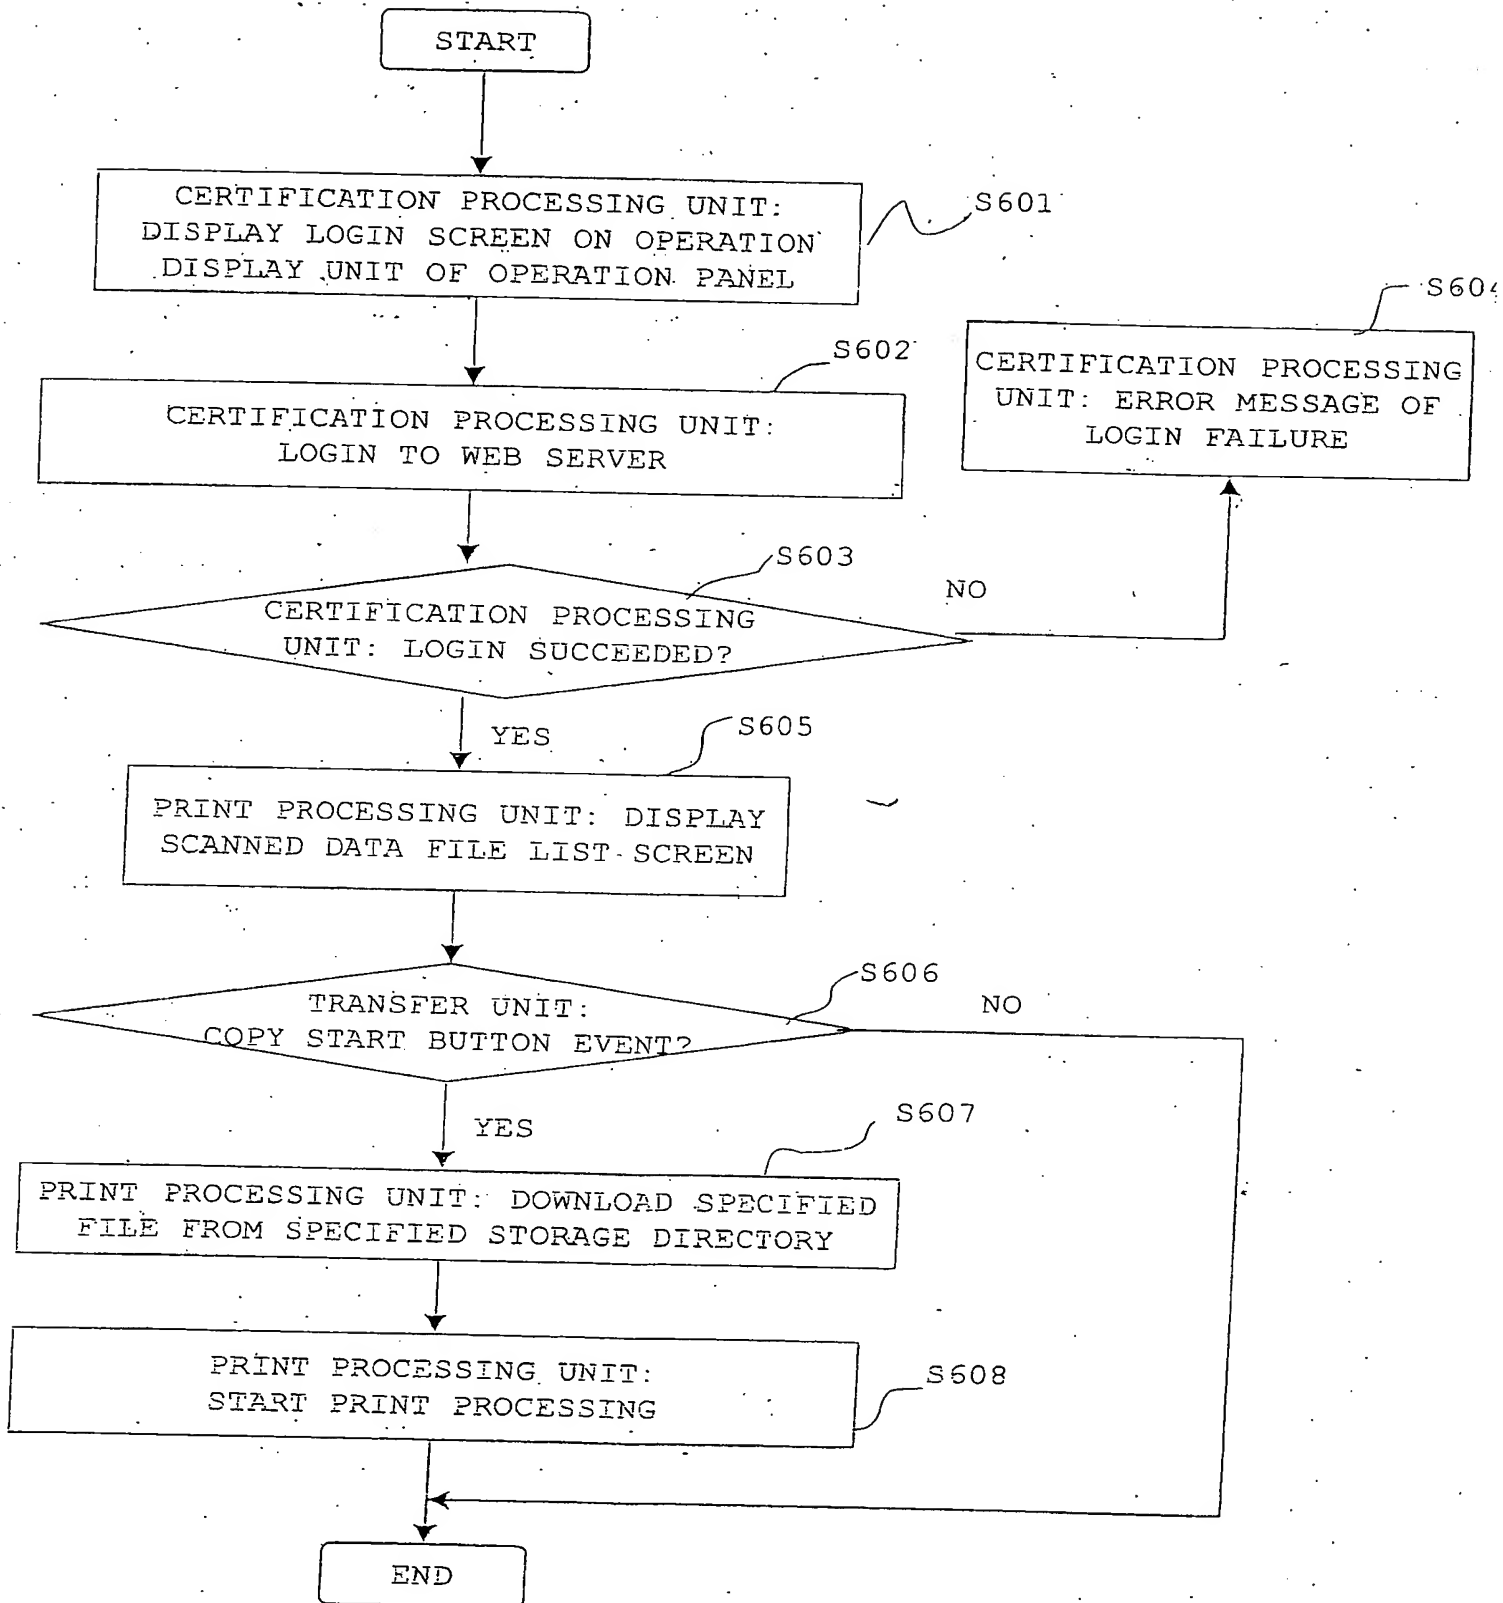 START
CERTIFICATION PROCESSING UNIT:
DISPLAY LOGIN SCREEN ON OPERATION
DISPLAY UNIT OF OPERATION PANEL
S601
S604
CERTIFICATION PROCESSING
UNIT: ERROR MESSAGE OF
LOGIN FAILURE
S602
CERTIFICATION PROCESSING UNIT:
LOGIN TO WEB SERVER
S603
NO
CERTIFICATION PROCESSING
UNIT: LOGIN SUCCEEDED?
YES
S605
PRINT PROCESSING UNIT: DISPLAY
SCANNED DATA FILE LIST SCREEN
S606
NO
TRANSFER UNIT:
COPY START BUTTON EVENT?
YES
S607
PRINT PROCESSING UNIT: DOWNLOAD SPECIFIED
FILE FROM SPECIFIED STORAGE DIRECTORY
PRINT PROCESSING UNIT:
START PRINT PROCESSING
S608
END